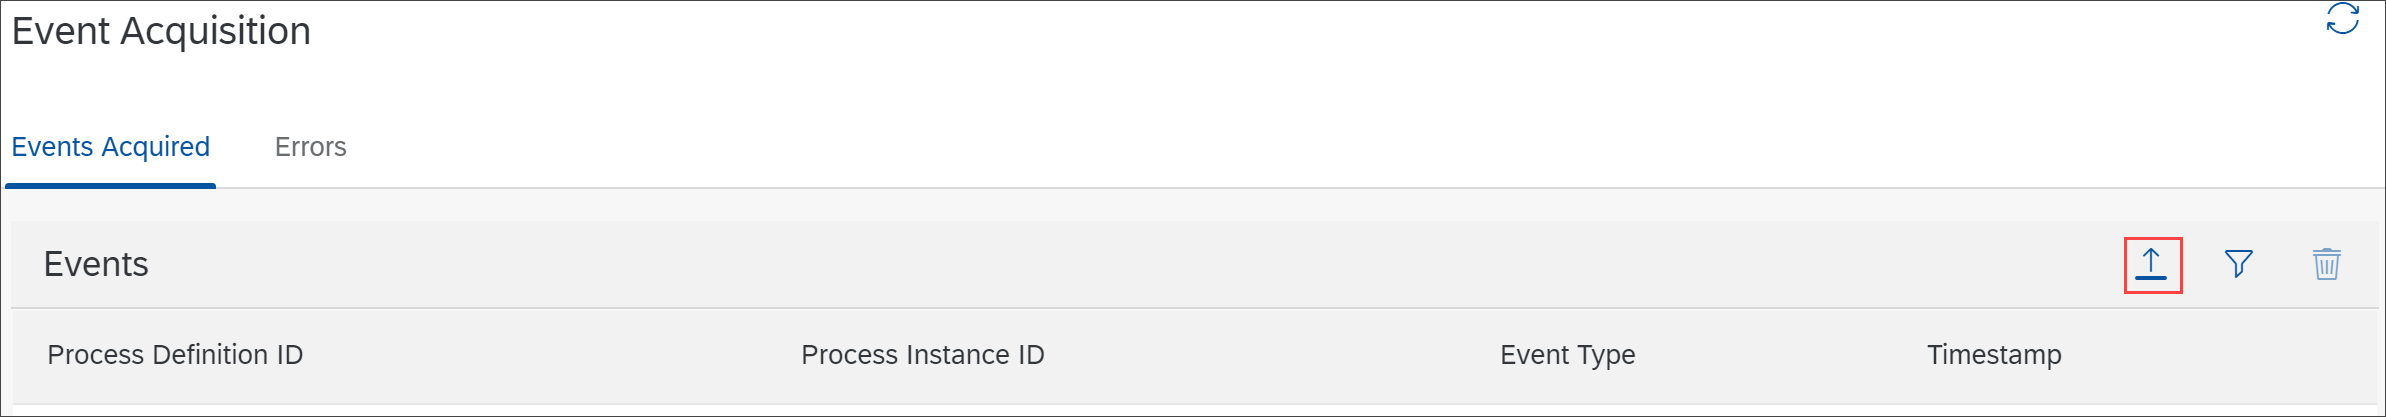 Event Acquisition
Events Acquired Errors
Events
Process Definition ID Process Instance ID Event Type Timestamp